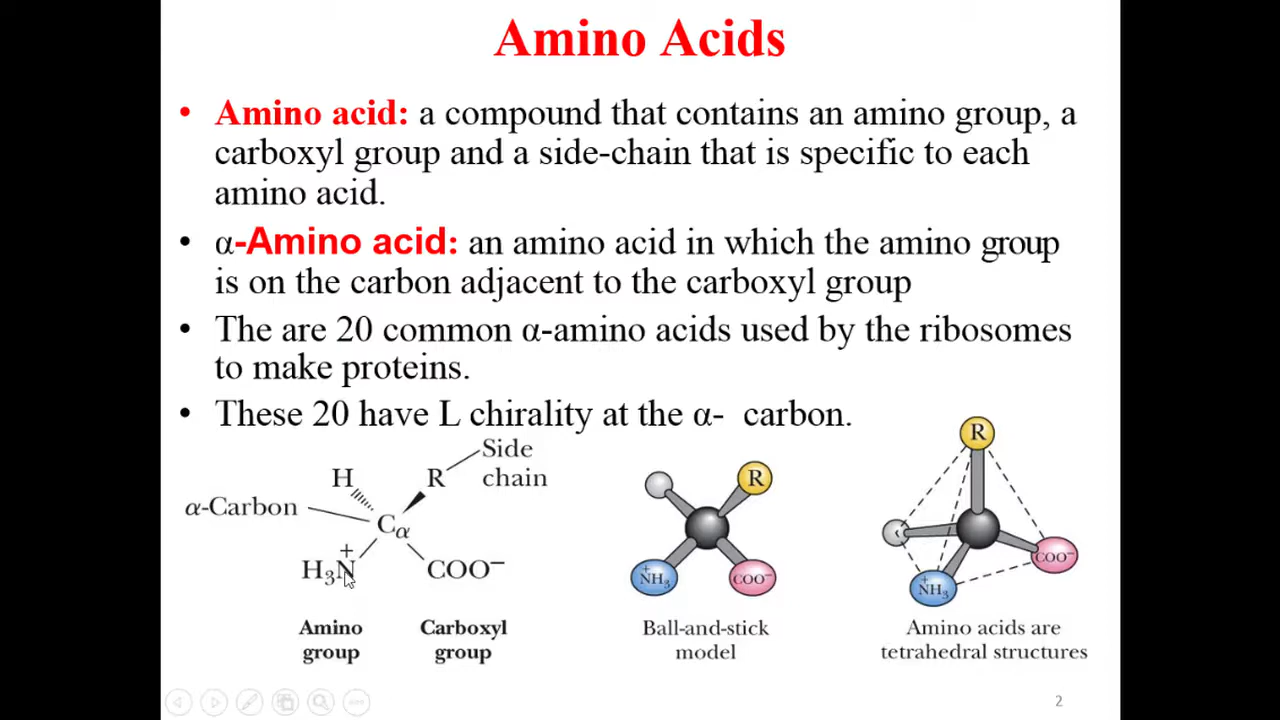 Amino Acids
• Amino acid: a compound that contains an amino group, a
carboxyl group and a side-chain that is specific to each
amino acid.
• α-Amino acid: an amino acid in which the amino group
is on the carbon adjacent to the carboxyl group
• The are 20 common α-amino acids used by the ribosomes
to make proteins.
• These 20 have L chirality at the α- carbon.
Side
chain
H
R
α-Carbon
Cα
+
H₃N
COO⁻
Amino
group
Carboxyl
group
R
+
NH₃
COO⁻
Ball-and-stick
model
R
COO⁻
+
NH₃
Amino acids are
tetrahedral structures
2